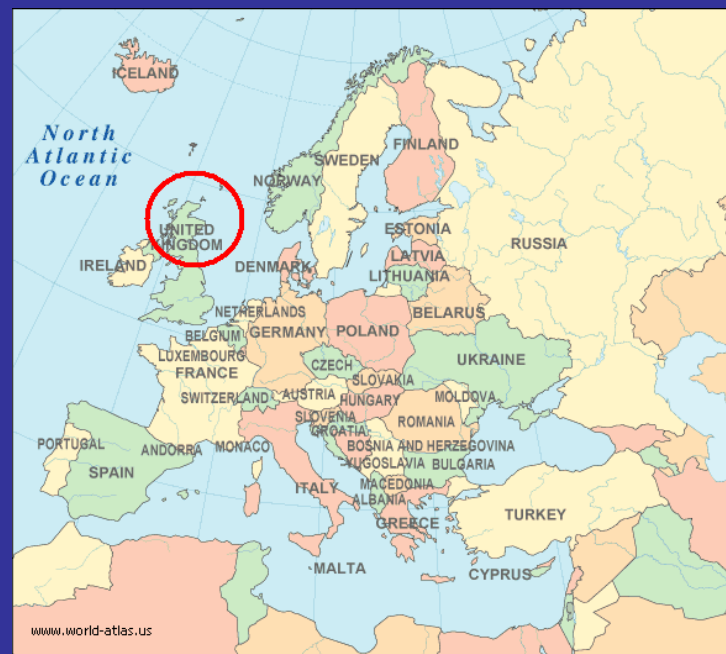 ICELAND
North
Atlantic
Ocean
FINLAND
SWEDEN
NORWAY
UNITED
KINGDOM
ESTONIA
RUSSIA
LATVIA
IRELAND
DENMARK
LITHUANIA
NETHERLANDS
BELARUS
GERMANY
POLAND
BELGIUM
LUXEMBOURG
UKRAINE
CZECH
FRANCE
SLOVAKIA
SWITZERLAND
AUSTRIA
HUNGARY
MOLDOVA
SLOVENIA
ROMANIA
CROATIA
PORTUGAL
ANDORRA
MONACO
BOSNIA AND HERZEGOVINA
YUGOSLAVIA
BULGARIA
SPAIN
MACEDONIA
ITALY
ALBANIA
GREECE
TURKEY
MALTA
CYPRUS
www.world-atlas.us